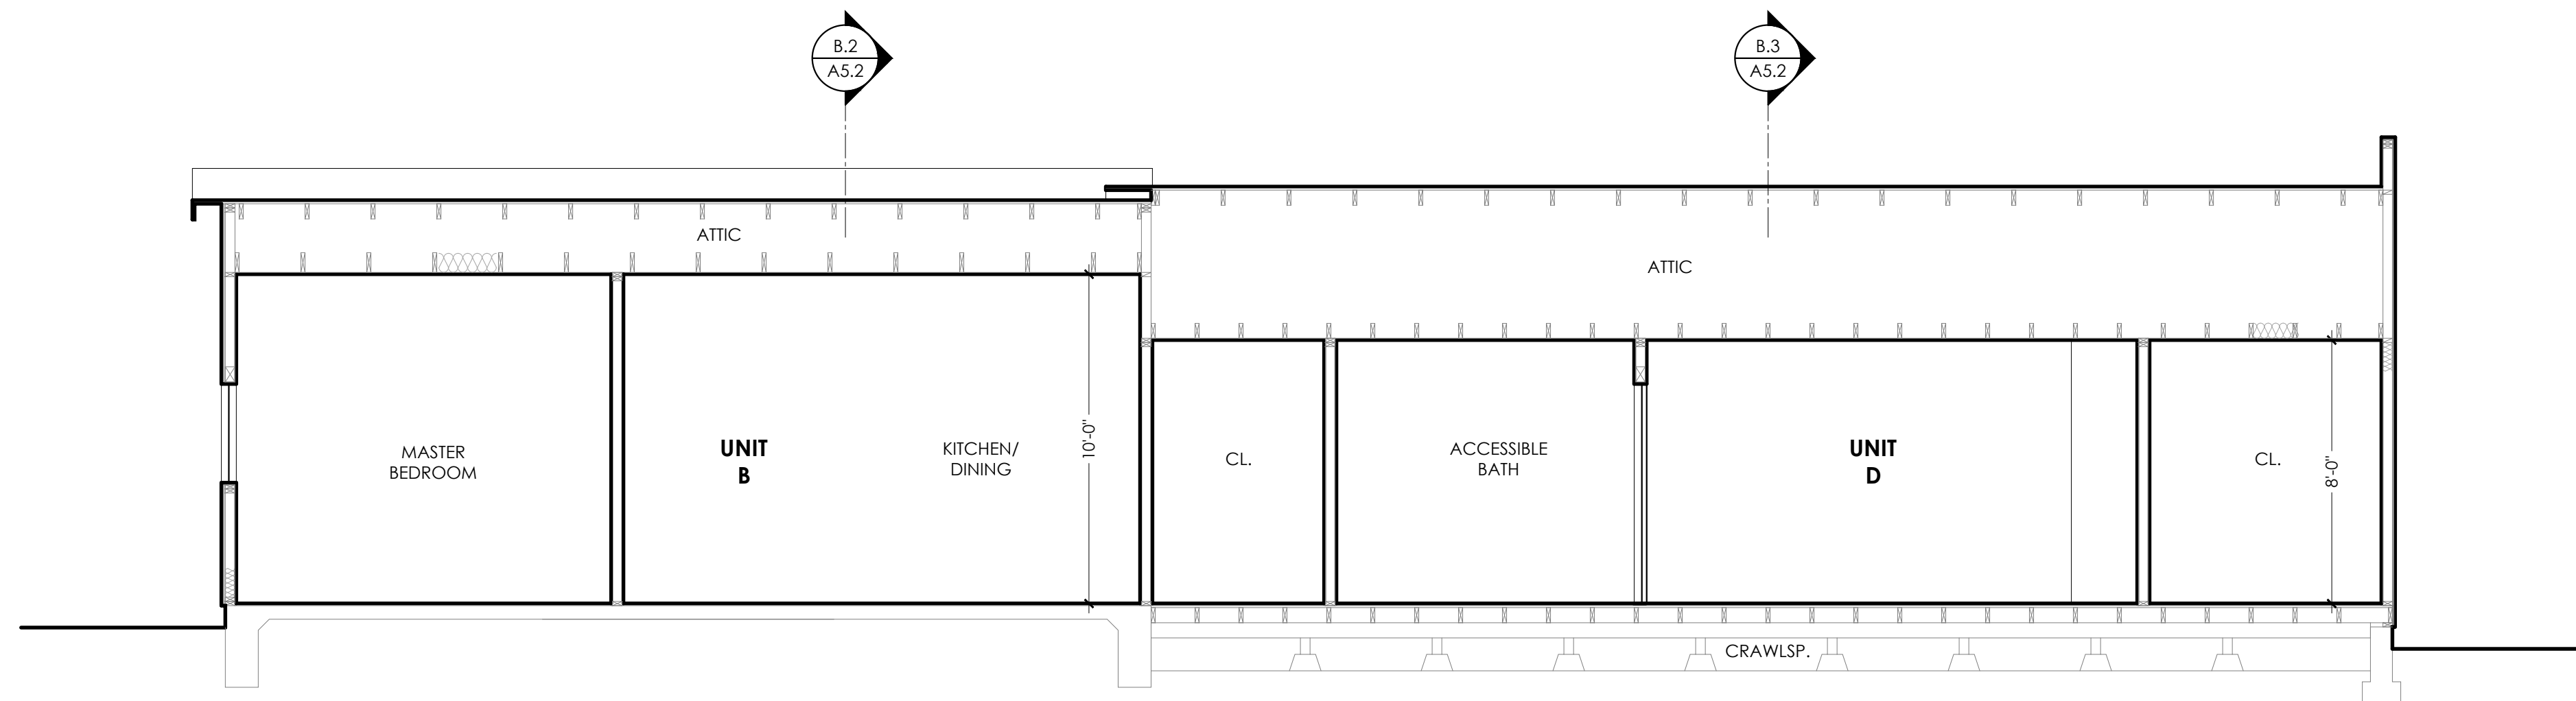 B.2
A5.2
B.3
A5.2
ATTIC
ATTIC
MASTER
BEDROOM
UNIT
B
KITCHEN/
DINING
10'-0"
CL.
ACCESSIBLE
BATH
UNIT
D
CL.
8'-0"
CRAWLSP.